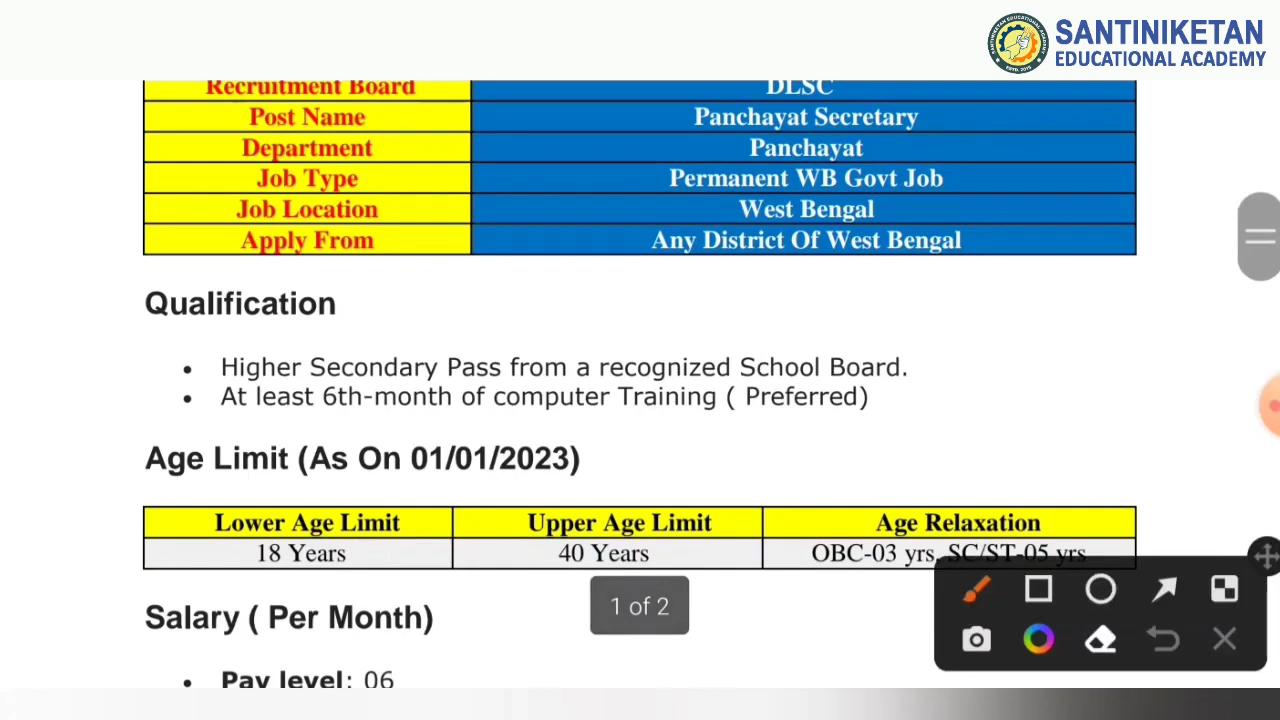 SANTINIKETAN
EDUCATIONAL ACADEMY
Recruitment Board DLSC
Post Name Panchayat Secretary
Department Panchayat
Job Type Permanent WB Govt Job
Job Location West Bengal
Apply From Any District Of West Bengal
Qualification
• Higher Secondary Pass from a recognized School Board.
• At least 6th-month of computer Training ( Preferred)
Age Limit (As On 01/01/2023)
Lower Age Limit Upper Age Limit Age Relaxation
18 Years 40 Years OBC-03 yrs, SC/ST-05 yrs
1 of 2
Salary ( Per Month)
• Pay level: 06